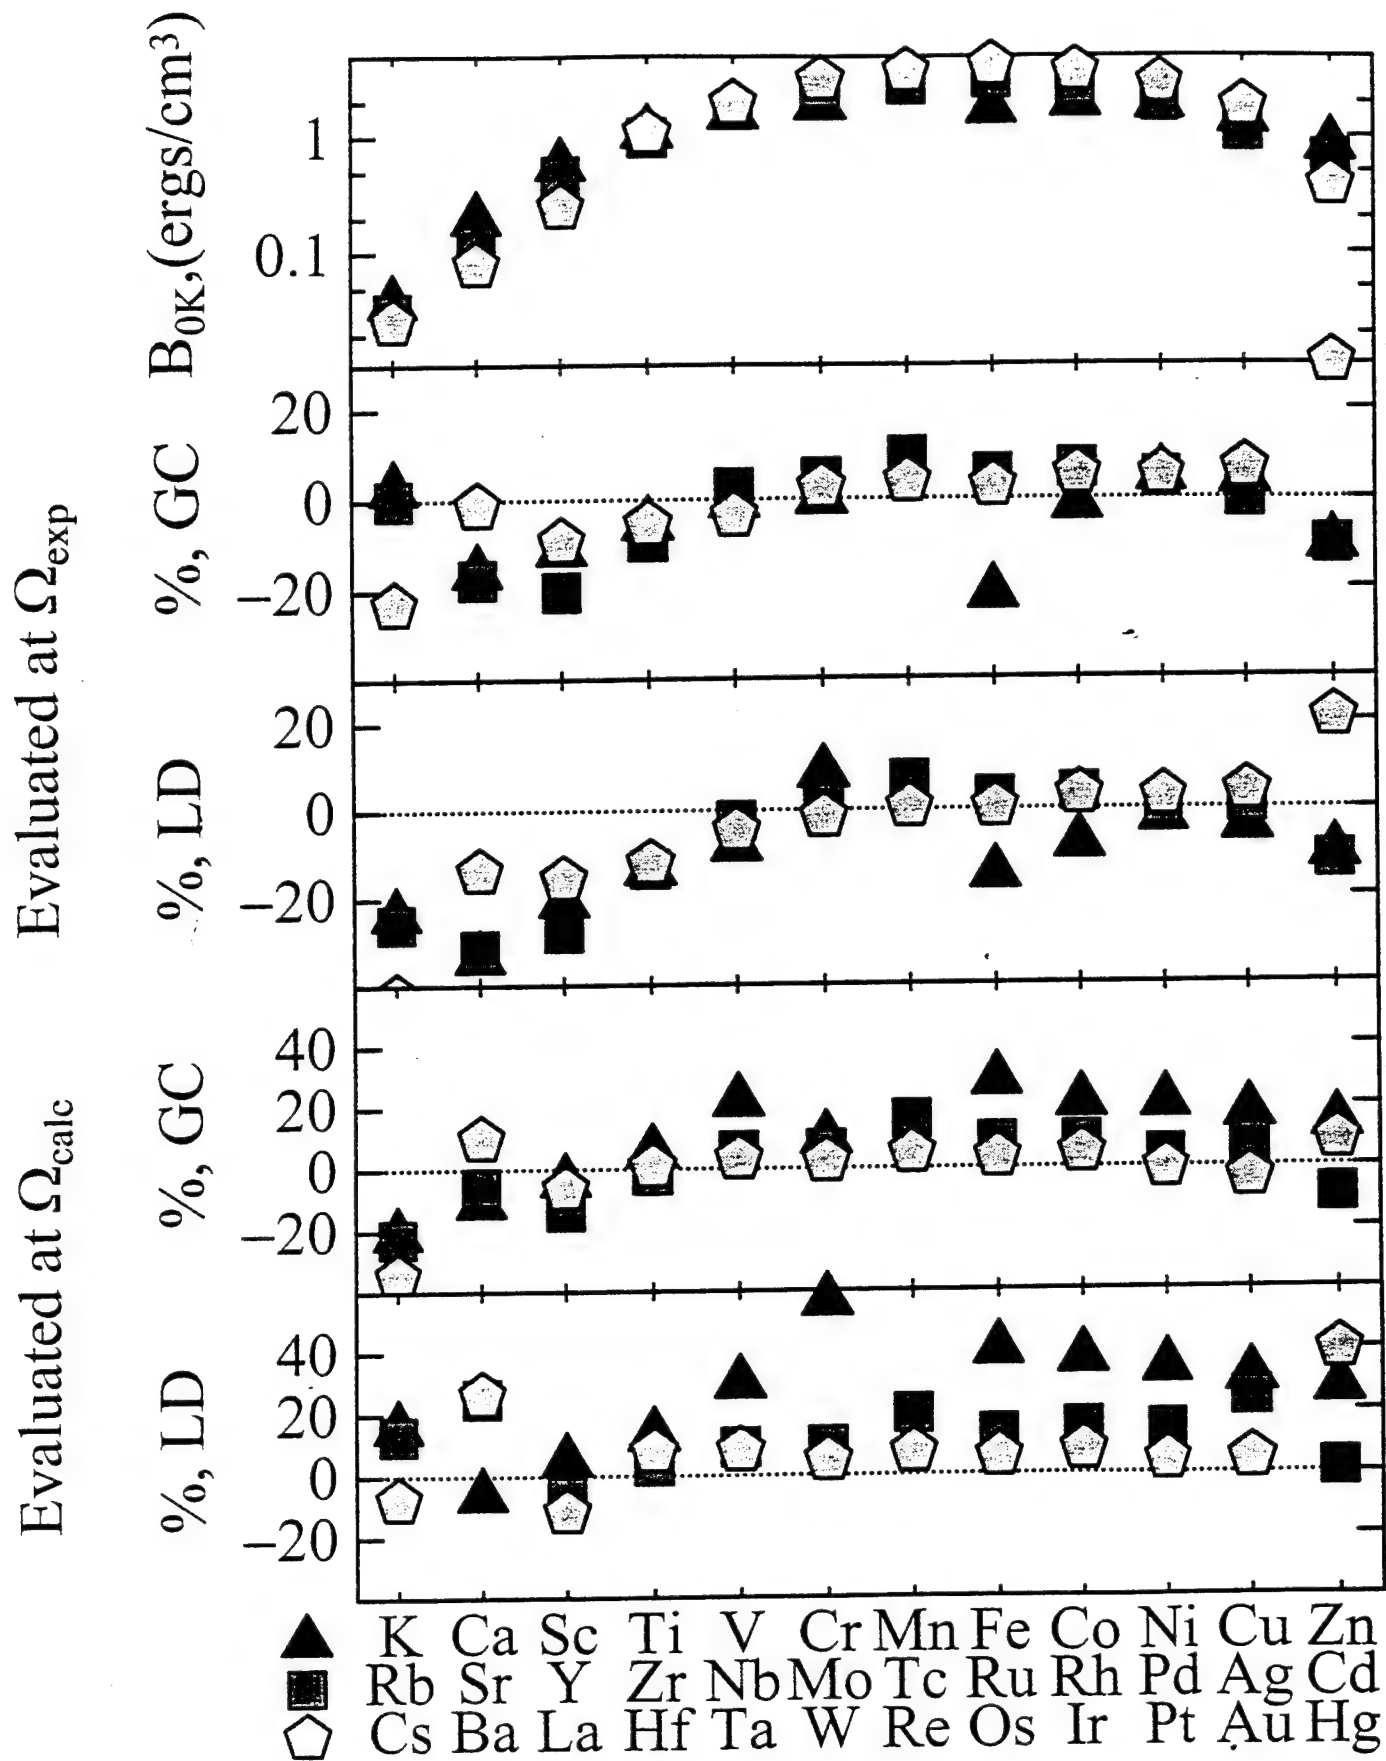 B0K,(ergs/cm³)
1
0.1
Evaluated at Ωexp
%, GC
20
0
−20
%, LD
20
0
−20
Evaluated at Ωcalc
%, GC
40
20
0
−20
%, LD
40
20
0
−20
K Ca Sc Ti V Cr Mn Fe Co Ni Cu Zn
Rb Sr Y Zr Nb Mo Tc Ru Rh Pd Ag Cd
Cs Ba La Hf Ta W Re Os Ir Pt Au Hg